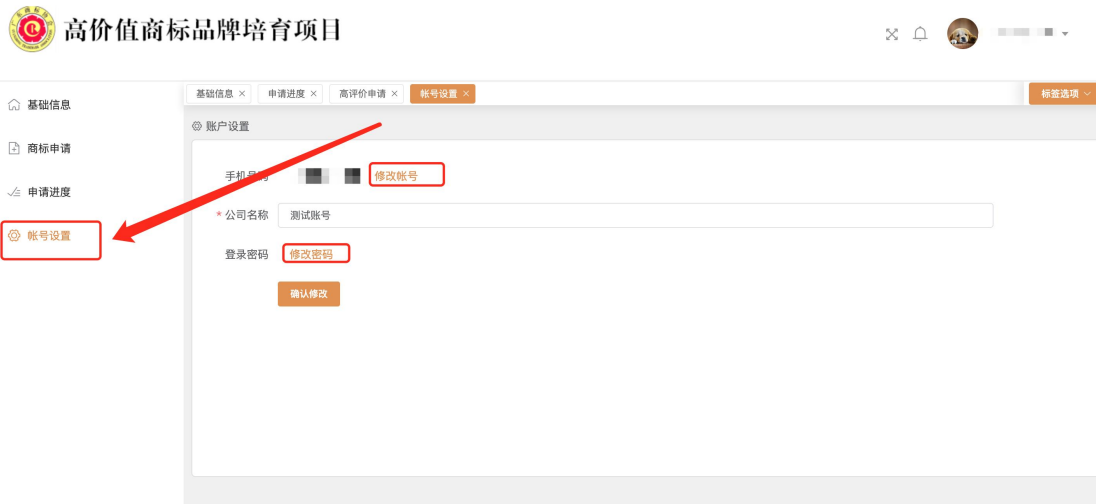 高价值商标品牌培育项目
基础信息
商标申请
申请进度
帐号设置
基础信息 × 申请进度 × 高评价申请 × 帐号设置 × 标签选项
账户设置
手机号码 修改帐号
* 公司名称 测试账号
登录密码 修改密码
确认修改